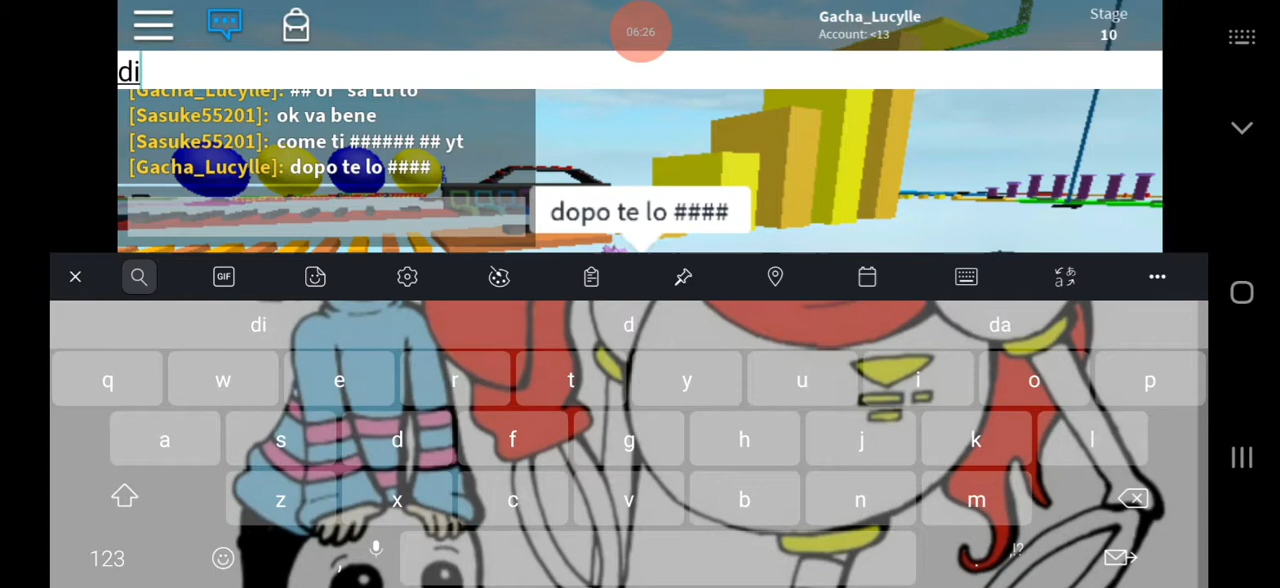 06:26
Gacha_Lucylle
Account: <13
Stage
10
di
[Sasuke55201]: ok va bene
[Sasuke55201]: come ti ###### ## yt
[Gacha_Lucylle]: dopo te lo ####
dopo te lo ####
GIF
di d da
q w e r t y u i o p
a s d f g h j k l
z x c v b n m
123 , . ,!?